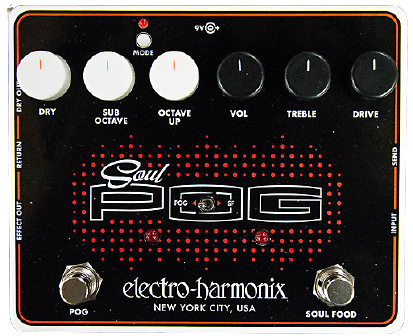 9V
MODE
DRY OUT
DRY
SUB OCTAVE
OCTAVE UP
VOL
TREBLE
DRIVE
RETURN
SEND
Soul
POG
POG SF
EFFECT OUT
INPUT
electro-harmonix
NEW YORK CITY, USA
POG
SOUL FOOD